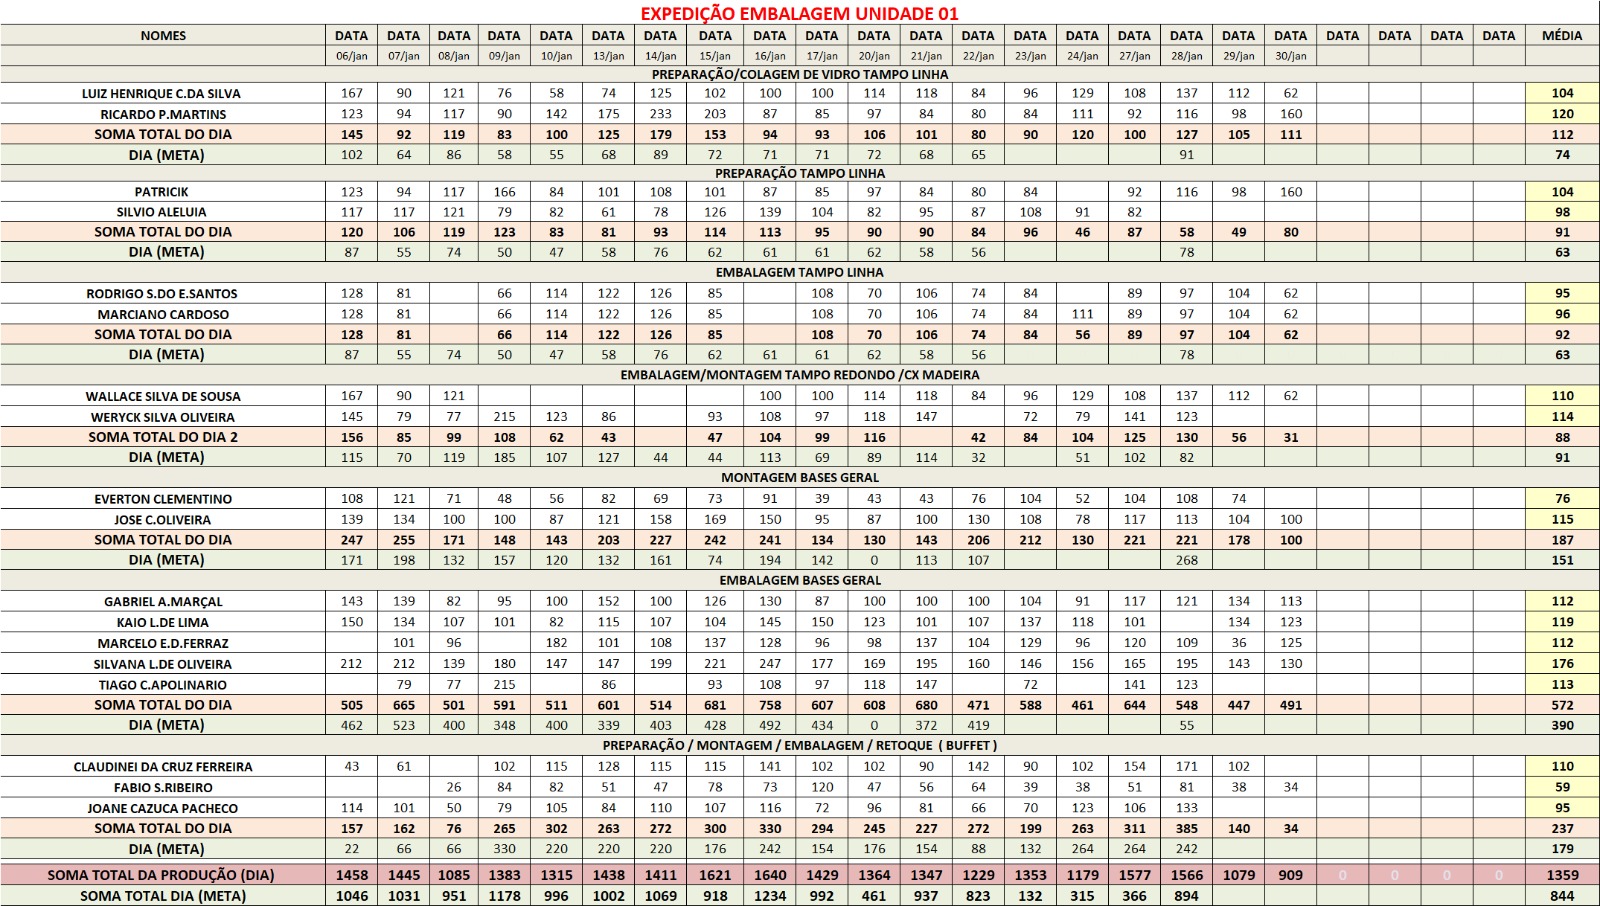 EXPEDIÇÃO EMBALAGEM UNIDADE 01
NOMES DATA DATA DATA DATA DATA DATA DATA DATA DATA DATA DATA DATA DATA DATA DATA DATA DATA DATA DATA DATA DATA DATA DATA MÉDIA
06/jan 07/jan 08/jan 09/jan 10/jan 13/jan 14/jan 15/jan 16/jan 17/jan 20/jan 21/jan 22/jan 23/jan 24/jan 27/jan 28/jan 29/jan 30/jan
PREPARAÇÃO/COLAGEM DE VIDRO TAMPO LINHA
LUIZ HENRIQUE C.DA SILVA 167 90 121 76 58 74 125 102 100 100 114 118 84 96 129 108 137 112 62 104
RICARDO P.MARTINS 123 94 117 90 142 175 233 203 87 85 97 84 80 84 111 92 116 98 160 120
SOMA TOTAL DO DIA 145 92 119 83 100 125 179 153 94 93 106 101 80 90 120 100 127 105 111 112
DIA (META) 102 64 86 58 55 68 89 72 71 71 72 68 65 91 74
PREPARAÇÃO TAMPO LINHA
PATRICIK 123 94 117 166 84 101 108 101 87 85 97 84 80 84 92 116 98 160 104
SILVIO ALELUIA 117 117 121 79 82 61 78 126 139 104 82 95 87 108 91 82 98
SOMA TOTAL DO DIA 120 106 119 123 83 81 93 114 113 95 90 90 84 96 46 87 58 49 80 91
DIA (META) 87 55 74 50 47 58 76 62 61 61 62 58 56 78 63
EMBALAGEM TAMPO LINHA
RODRIGO S.DO E.SANTOS 128 81 66 114 122 126 85 108 70 106 74 84 89 97 104 62 95
MARCIANO CARDOSO 128 81 66 114 122 126 85 108 70 106 74 84 111 89 97 104 62 96
SOMA TOTAL DO DIA 128 81 66 114 122 126 85 108 70 106 74 84 56 89 97 104 62 92
DIA (META) 87 55 74 50 47 58 76 62 61 61 62 58 56 78 63
EMBALAGEM/MONTAGEM TAMPO REDONDO /CX MADEIRA
WALLACE SILVA DE SOUSA 167 90 121 100 100 114 118 84 96 129 108 137 112 62 110
WERYCK SILVA OLIVEIRA 145 79 77 215 123 86 93 108 97 118 147 72 79 141 123 114
SOMA TOTAL DO DIA 2 156 85 99 108 62 43 47 104 99 116 42 84 104 125 130 56 31 88
DIA (META) 115 70 119 185 107 127 44 44 113 69 89 114 32 51 102 82 91
MONTAGEM BASES GERAL
EVERTON CLEMENTINO 108 121 71 48 56 82 69 73 91 39 43 43 76 104 52 104 108 74 76
JOSE C.OLIVEIRA 139 134 100 100 87 121 158 169 150 95 87 100 130 108 78 117 113 104 100 115
SOMA TOTAL DO DIA 247 255 171 148 143 203 227 242 241 134 130 143 206 212 130 221 221 178 100 187
DIA (META) 171 198 132 157 120 132 161 74 194 142 0 113 107 268 151
EMBALAGEM BASES GERAL
GABRIEL A.MARÇAL 143 139 82 95 100 152 100 126 130 87 100 100 100 104 91 117 121 134 113 112
KAIO L.DE LIMA 150 134 107 101 82 115 107 104 145 150 123 101 107 137 118 101 134 123 119
MARCELO E.D.FERRAZ 101 96 182 101 108 137 128 96 98 137 104 129 96 120 109 36 125 112
SILVANA L.DE OLIVEIRA 212 212 139 180 147 147 199 221 247 177 169 195 160 146 156 165 195 143 130 176
TIAGO C.APOLINARIO 79 77 215 86 93 108 97 118 147 72 141 123 113
SOMA TOTAL DO DIA 505 665 501 591 511 601 514 681 758 607 608 680 471 588 461 644 548 447 491 572
DIA (META) 462 523 400 348 400 339 403 428 492 434 0 372 419 55 390
PREPARAÇÃO / MONTAGEM / EMBALAGEM / RETOQUE ( BUFFET )
CLAUDINEI DA CRUZ FERREIRA 43 61 102 115 128 115 115 141 102 102 90 142 90 102 154 171 102 110
FABIO S.RIBEIRO 26 84 82 51 47 78 73 120 47 56 64 39 38 51 81 38 34 59
JOANE CAZUCA PACHECO 114 101 50 79 105 84 110 107 116 72 96 81 66 70 123 106 133 95
SOMA TOTAL DO DIA 157 162 76 265 302 263 272 300 330 294 245 227 272 199 263 311 385 140 34 237
DIA (META) 22 66 66 330 220 220 220 176 242 154 176 154 88 132 264 264 242 179
SOMA TOTAL DA PRODUÇÃO (DIA) 1458 1445 1085 1383 1315 1438 1411 1621 1640 1429 1364 1347 1229 1353 1179 1577 1566 1079 909 0 0 0 0 1359
SOMA TOTAL DIA (META) 1046 1031 951 1178 996 1002 1069 918 1234 992 461 937 823 132 315 366 894 844